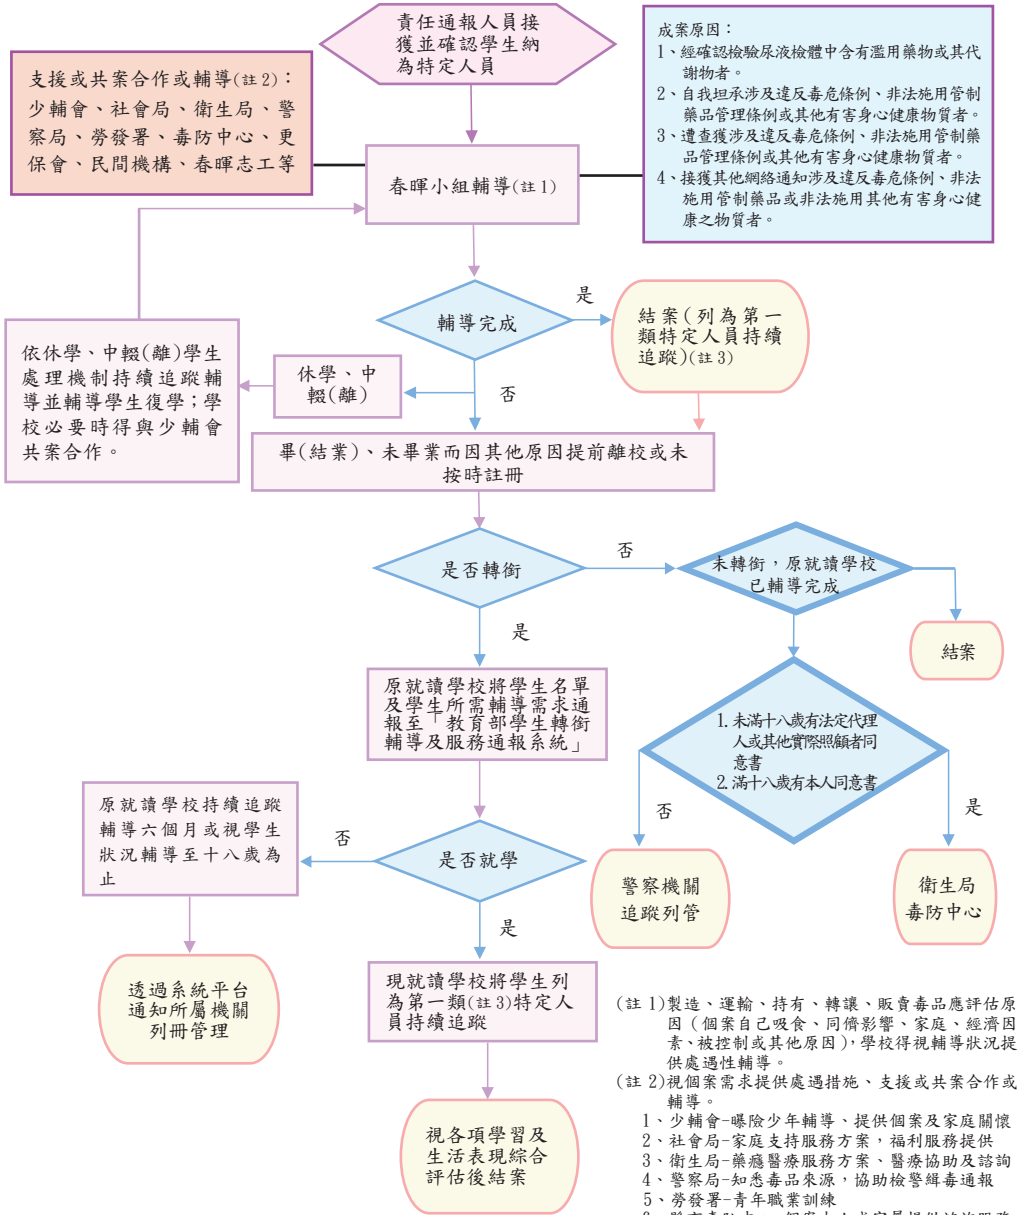 責任通報人員接
獲並確認學生納
為特定人員
支援或共案合作或輔導(註2)：
少輔會、社會局、衛生局、警
察局、勞發署、毒防中心、更
保會、民間機構、春暉志工等
成案原因：
1、經確認檢驗尿液檢體中含有濫用藥物或其代
謝物者。
2、自我坦承涉及違反毒危條例、非法施用管制
藥品管理條例或其他有害身心健康物質者。
3、遭查獲涉及違反毒危條例、非法施用管制藥
品管理條例或其他有害身心健康物質者。
4、接獲其他網絡通知涉及違反毒危條例、非法
施用管制藥品或非法施用其他有害身心健
康之物質者。
春暉小組輔導(註1)
輔導完成
是
結案(列為第一
類特定人員持續
追蹤)(註3)
否
休學、中
輟(離)
依休學、中輟(離)學生
處理機制持續追蹤輔
導並輔導學生復學；學
校必要時得與少輔會
共案合作。
畢(結業)、未畢業而因其他原因提前離校或未
按時註冊
是否轉銜
否
未轉銜，原就讀學校
已輔導完成
結案
是
原就讀學校將學生名單
及學生所需輔導需求通
報至「教育部學生轉銜
輔導及服務通報系統」
1.未滿十八歲有法定代理
人或其他實際照顧者同
意書
2.滿十八歲有本人同意書
否
是
警察機關
追蹤列管
衛生局
毒防中心
是否就學
否
原就讀學校持續追蹤
輔導六個月或視學生
狀況輔導至十八歲為
止
透過系統平台
通知所屬機關
列冊管理
是
現就讀學校將學生列
為第一類(註3)特定人
員持續追蹤
視各項學習及
生活表現綜合
評估後結案
(註1)製造、運輸、持有、轉讓、販賣毒品應評估原
因(個案自己吸食、同儕影響、家庭、經濟因
素、被控制或其他原因)，學校得視輔導狀況提
供處遇性輔導。
(註2)視個案需求提供處遇措施、支援或共案合作或
輔導。
1、少輔會-曝險少年輔導、提供個案及家庭關懷
2、社會局-家庭支持服務方案，福利服務提供
3、衛生局-藥癮醫療服務方案、醫療協助及諮詢
4、警察局-知悉毒品來源，協助檢警緝毒通報
5、勞發署-青年職業訓練